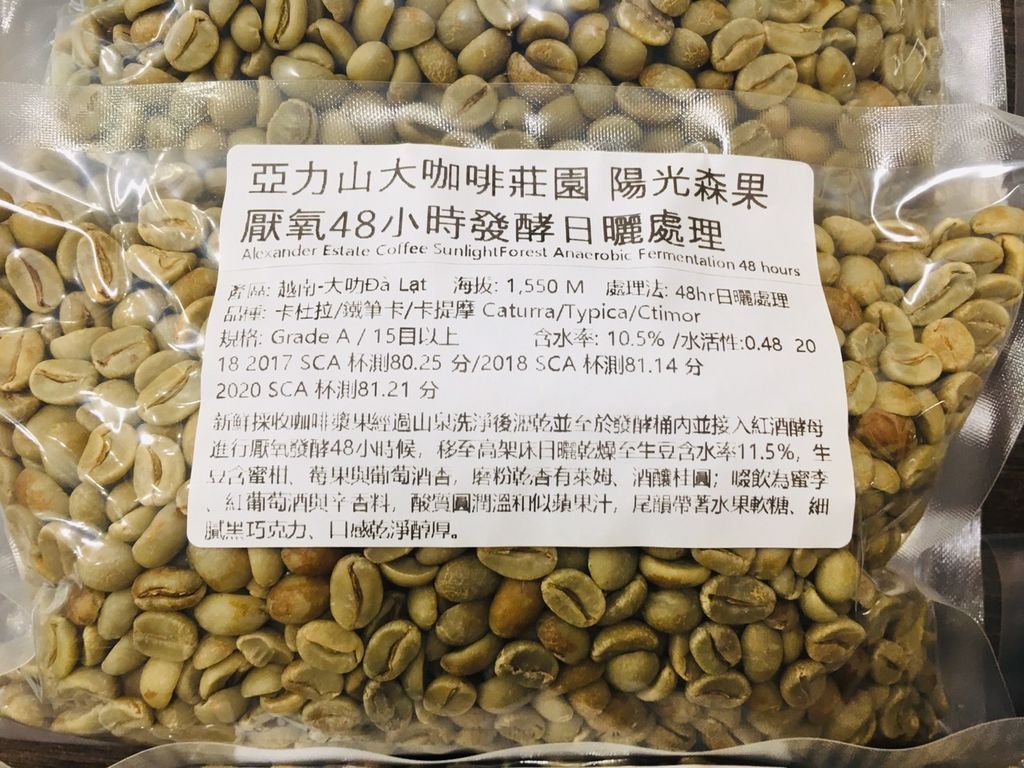 亞力山大咖啡莊園 陽光森果
厭氧48小時發酵日曬處理
Alexander Estate Coffee SunlightForest Anaerobic Fermentation 48 hours
產區: 越南-大叻Đà Lạt 海拔: 1,550 M 處理法: 48hr日曬處理
品種: 卡杜拉/鐵筆卡/卡提摩 Caturra/Typica/Ctimor
規格: Grade A / 15目以上 含水率: 10.5% /水活性:0.48 20
18 2017 SCA 杯測80.25 分/2018 SCA 杯測81.14 分
2020 SCA 杯測81.21 分
新鮮採收咖啡漿果經過山泉洗淨後瀝乾並至於發酵桶內並接入紅酒酵母
進行厭氧發酵48小時候, 移至高架床日曬乾燥至生豆含水率11.5%, 生
豆含蜜柑、莓果與葡萄酒香, 磨粉乾香有萊姆、酒釀桂圓; 啜飲為蜜李
、紅葡萄酒與辛香料, 酸質圓潤溫和似蘋果汁, 尾韻帶著水果軟糖、細
膩黑巧克力、口感乾淨醇厚。